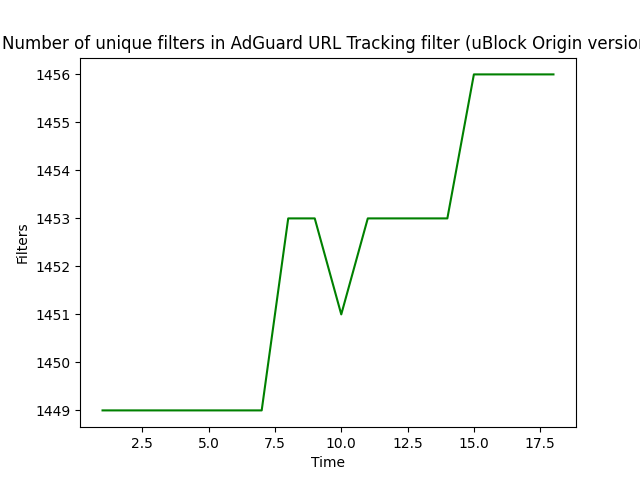 Number of unique filters in AdGuard URL Tracking filter (uBlock Origin version
1456
1455
1454
1453
1452
1451
1450
1449
Filters
2.5 5.0 7.5 10.0 12.5 15.0 17.5
Time